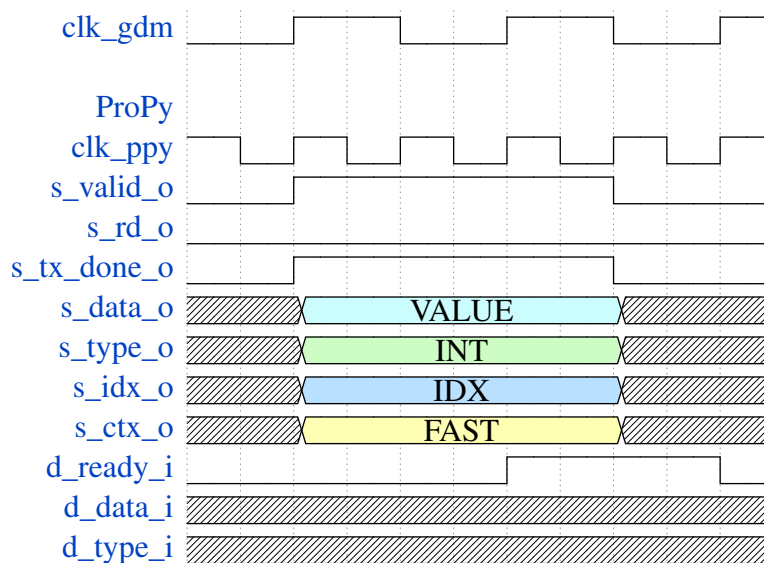 clk_gdm
ProPy
clk_ppy
s_valid_o
s_rd_o
s_tx_done_o
s_data_o VALUE
s_type_o INT
s_idx_o IDX
s_ctx_o FAST
d_ready_i
d_data_i
d_type_i